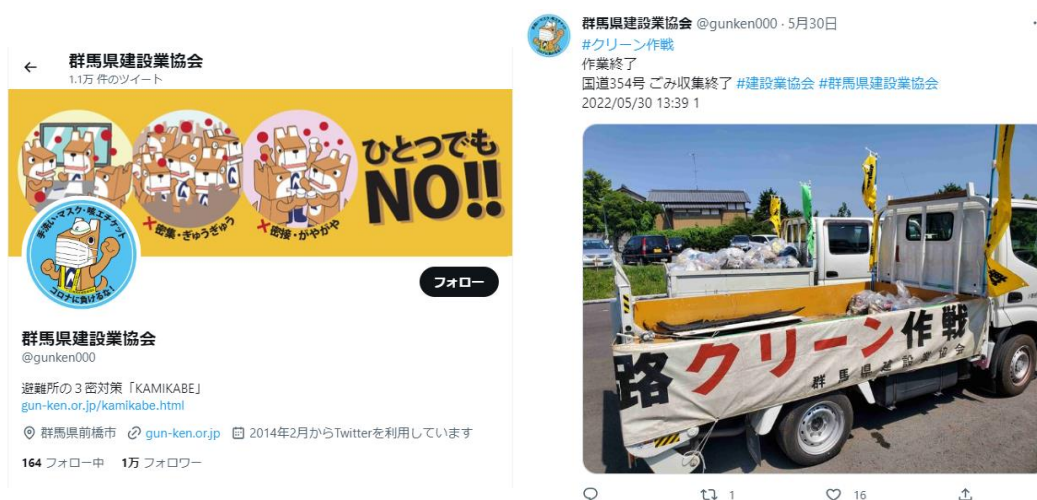 群馬県建設業協会
1.1万 件のツイート
ひとつでも
NO!!
×密集・ぎゅうぎゅう
×密接・がやがや
手洗い・マスク・咳エチケット
コロナに負けるな!
フォロー
群馬県建設業協会
@gunken000
避難所の3密対策「KAMIKABE」
gun-ken.or.jp/kamikabe.html
群馬県前橋市 gun-ken.or.jp 2014年2月からTwitterを利用しています
164 フォロー中 1万 フォロワー
群馬県建設業協会 @gunken000 · 5月30日
#クリーン作戦
作業終了
国道354号 ごみ収集終了 #建設業協会 #群馬県建設業協会
2022/05/30 13:39 1
路クリーン作戦
群馬県建設業協会
1 16